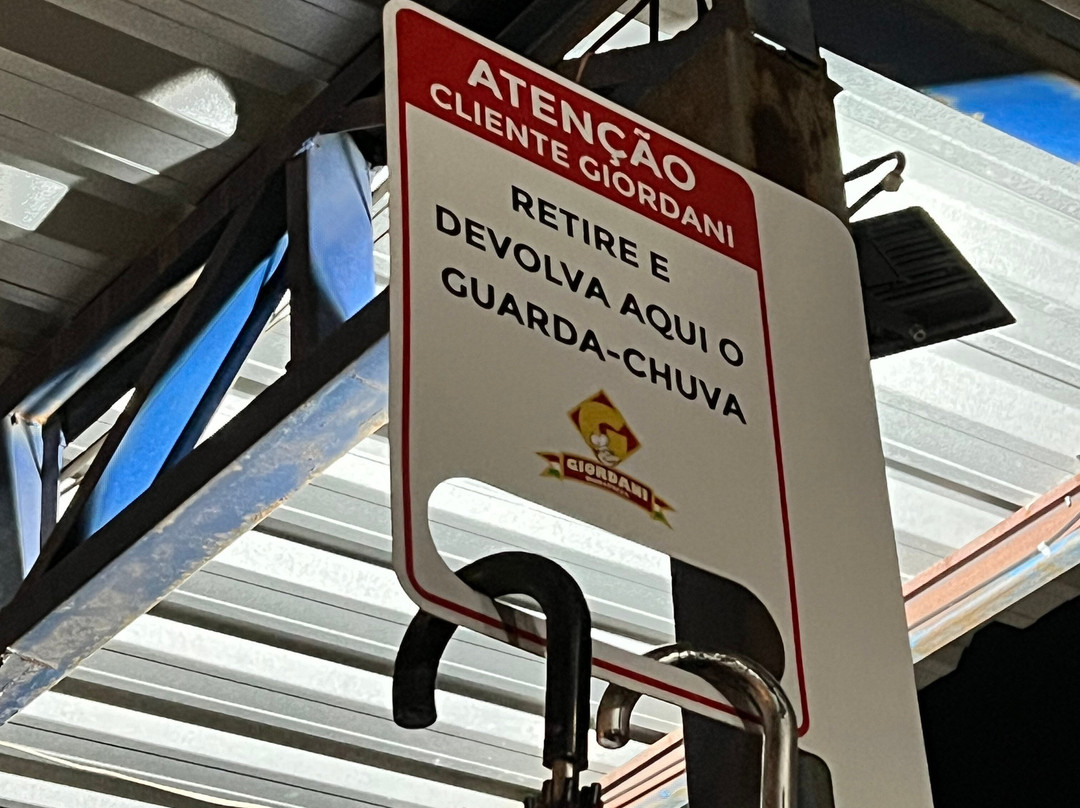 ATENÇÃO
CLIENTE GIORDANI
RETIRE E
DEVOLVA AQUI O
GUARDA-CHUVA
GIORDANI